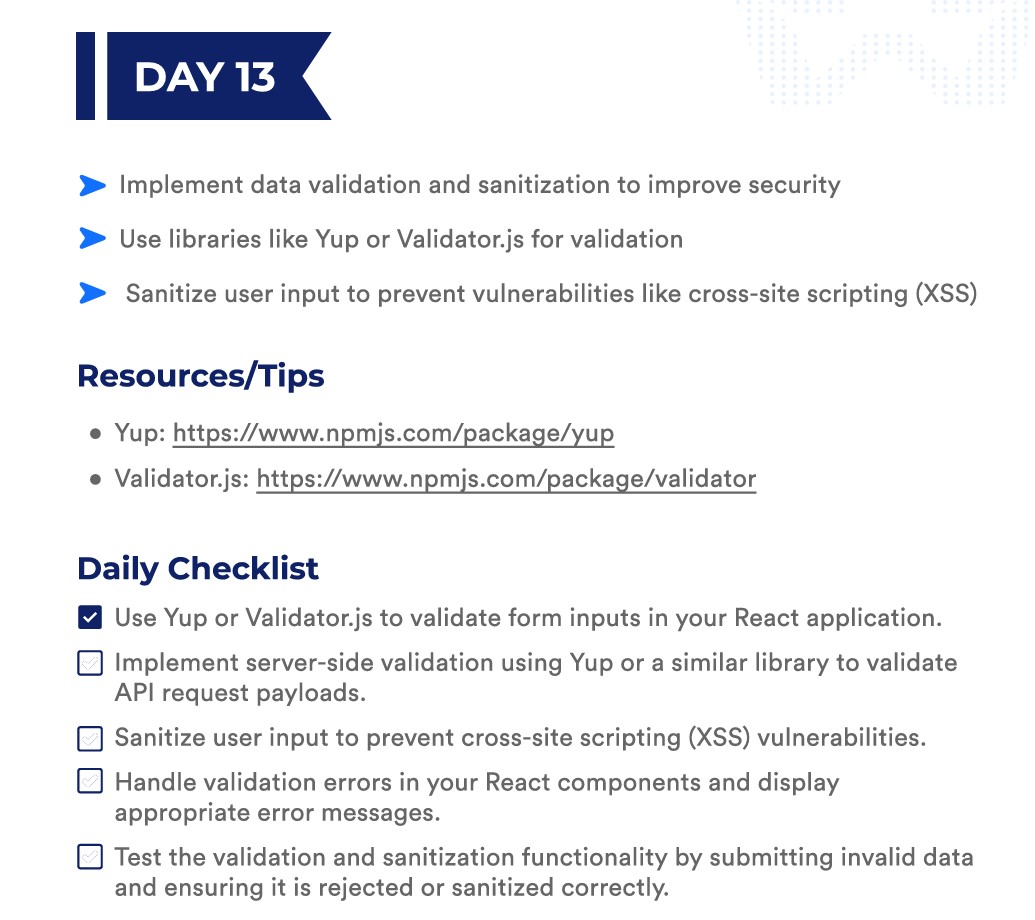 DAY 13
Implement data validation and sanitization to improve security
Use libraries like Yup or Validator.js for validation
Sanitize user input to prevent vulnerabilities like cross-site scripting (XSS)
Resources/Tips
Yup: https://www.npmjs.com/package/yup
Validator.js: https://www.npmjs.com/package/validator
Daily Checklist
Use Yup or Validator.js to validate form inputs in your React application.
Implement server-side validation using Yup or a similar library to validate
API request payloads.
Sanitize user input to prevent cross-site scripting (XSS) vulnerabilities.
Handle validation errors in your React components and display
appropriate error messages.
Test the validation and sanitization functionality by submitting invalid data
and ensuring it is rejected or sanitized correctly.